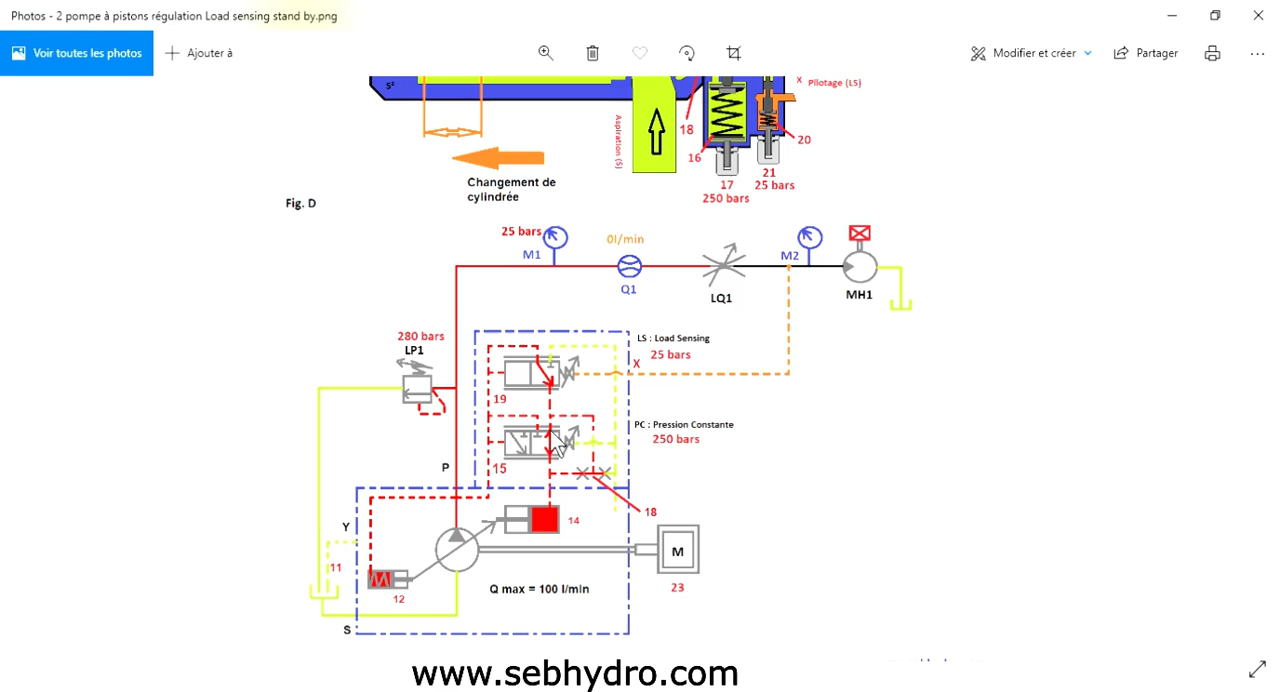 Photos - 2 pompe à pistons régulation Load sensing stand by.png
Voir toutes les photos
Ajouter à
Modifier et créer
Partager
S²
X Pilotage (LS)
Aspiration (S)
18
16
20
17
250 bars
21
25 bars
Changement de
cylindrée
Fig. D
25 bars
M1
0l/min
Q1
LQ1
M2
MH1
280 bars
LP1
LS : Load Sensing
25 bars
X
19
PC : Pression Constante
250 bars
15
P
18
14
Y
11
12
M
23
Q max = 100 l/min
S
www.sebhydro.com